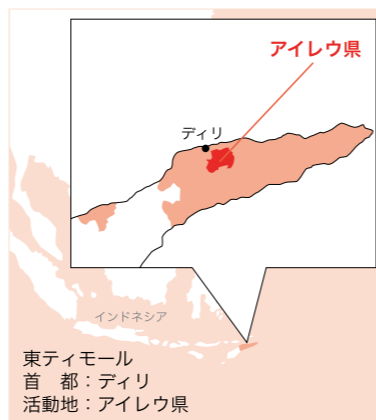 アイレウ県
ディリ
インドネシア
東ティモール
首　都：ディリ
活動地：アイレウ県